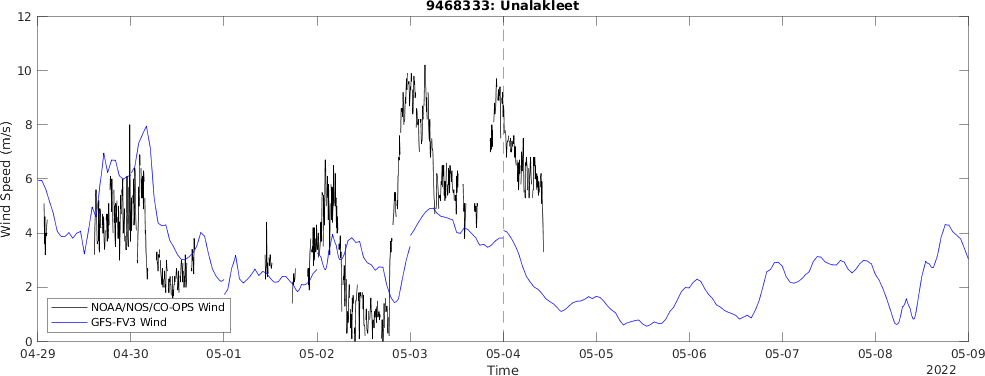 9468333: Unalakleet
12
10
8
6
4
2
0
Wind Speed (m/s)
NOAA/NOS/CO-OPS Wind
GFS-FV3 Wind
04-29 04-30 05-01 05-02 05-03 05-04 05-05 05-06 05-07 05-08 05-09
Time
2022